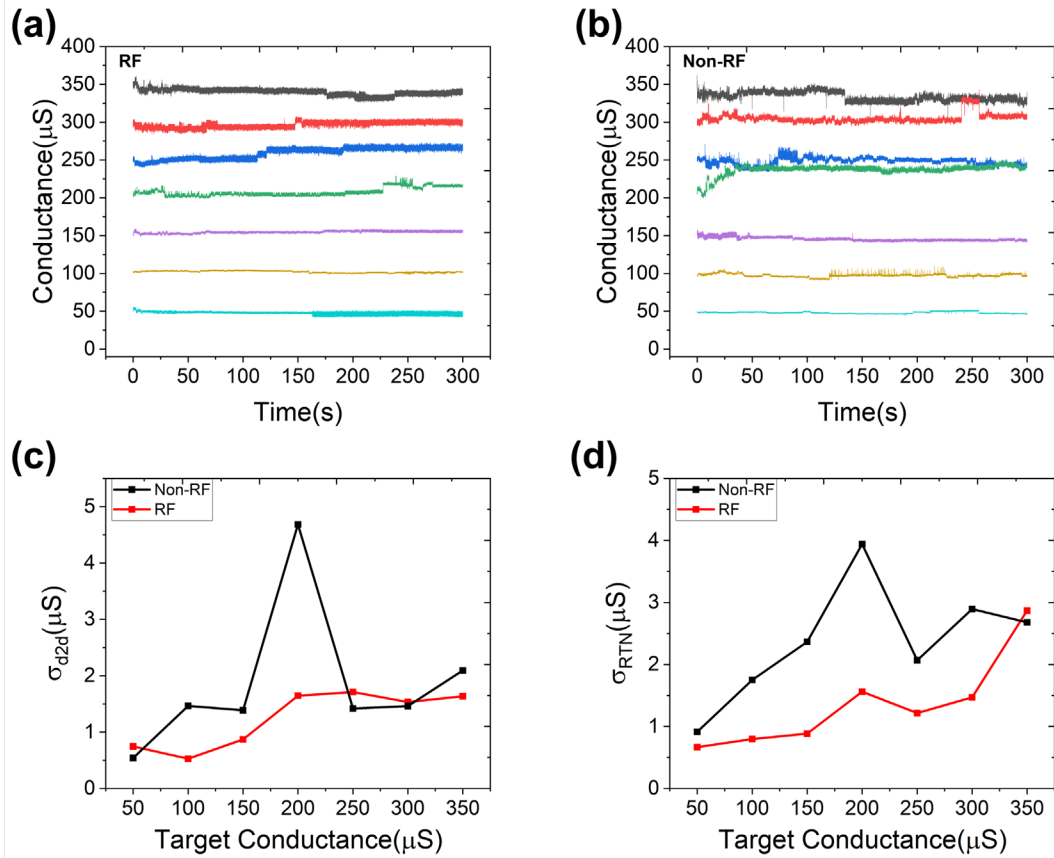 (a)
RF
Conductance(μS)
400
350
300
250
200
150
100
50
0
0 50 100 150 200 250 300
Time(s)
(b)
Non-RF
Conductance(μS)
400
350
300
250
200
150
100
50
0
0 50 100 150 200 250 300
Time(s)
(c)
Non-RF
RF
σd2d(μS)
5
4
3
2
1
0
50 100 150 200 250 300 350
Target Conductance(μS)
(d)
Non-RF
RF
σRTN(μS)
5
4
3
2
1
0
50 100 150 200 250 300 350
Target Conductance(μS)